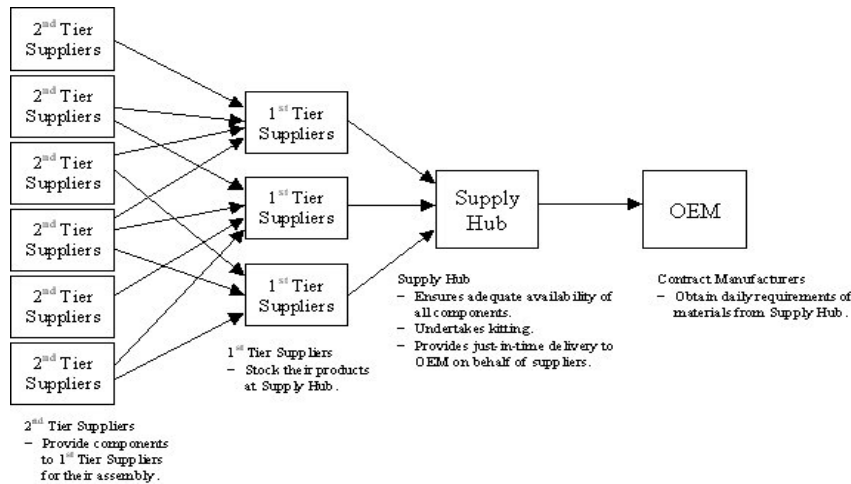 2nd Tier
Suppliers
2nd Tier
Suppliers
2nd Tier
Suppliers
2nd Tier
Suppliers
2nd Tier
Suppliers
2nd Tier
Suppliers
1st Tier
Suppliers
1st Tier
Suppliers
1st Tier
Suppliers
Supply
Hub
OEM
2nd Tier Suppliers
– Provide components
to 1st Tier Suppliers
for their assembly.
1st Tier Suppliers
– Stock their products
at Supply Hub.
Supply Hub
– Ensures adequate availability of
all components.
– Undertakes kitting.
– Provides just-in-time delivery to
OEM on behalf of suppliers.
Contract Manufacturers
– Obtain daily requirements of
materials from Supply Hub.